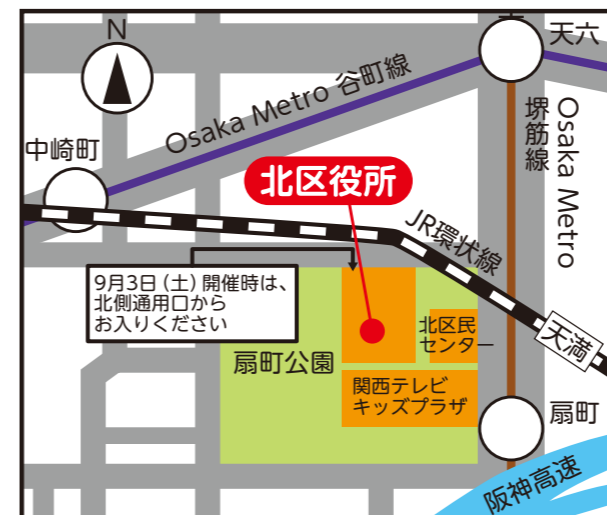 N
天六
Osaka Metro 谷町線
中崎町
Osaka Metro
堺筋線
北区役所
JR環状線
9月3日(土)開催時は、
北側通用口から
お入りください
北区民
センター
天満
扇町公園
関西テレビ
キッズプラザ
扇町
阪神高速